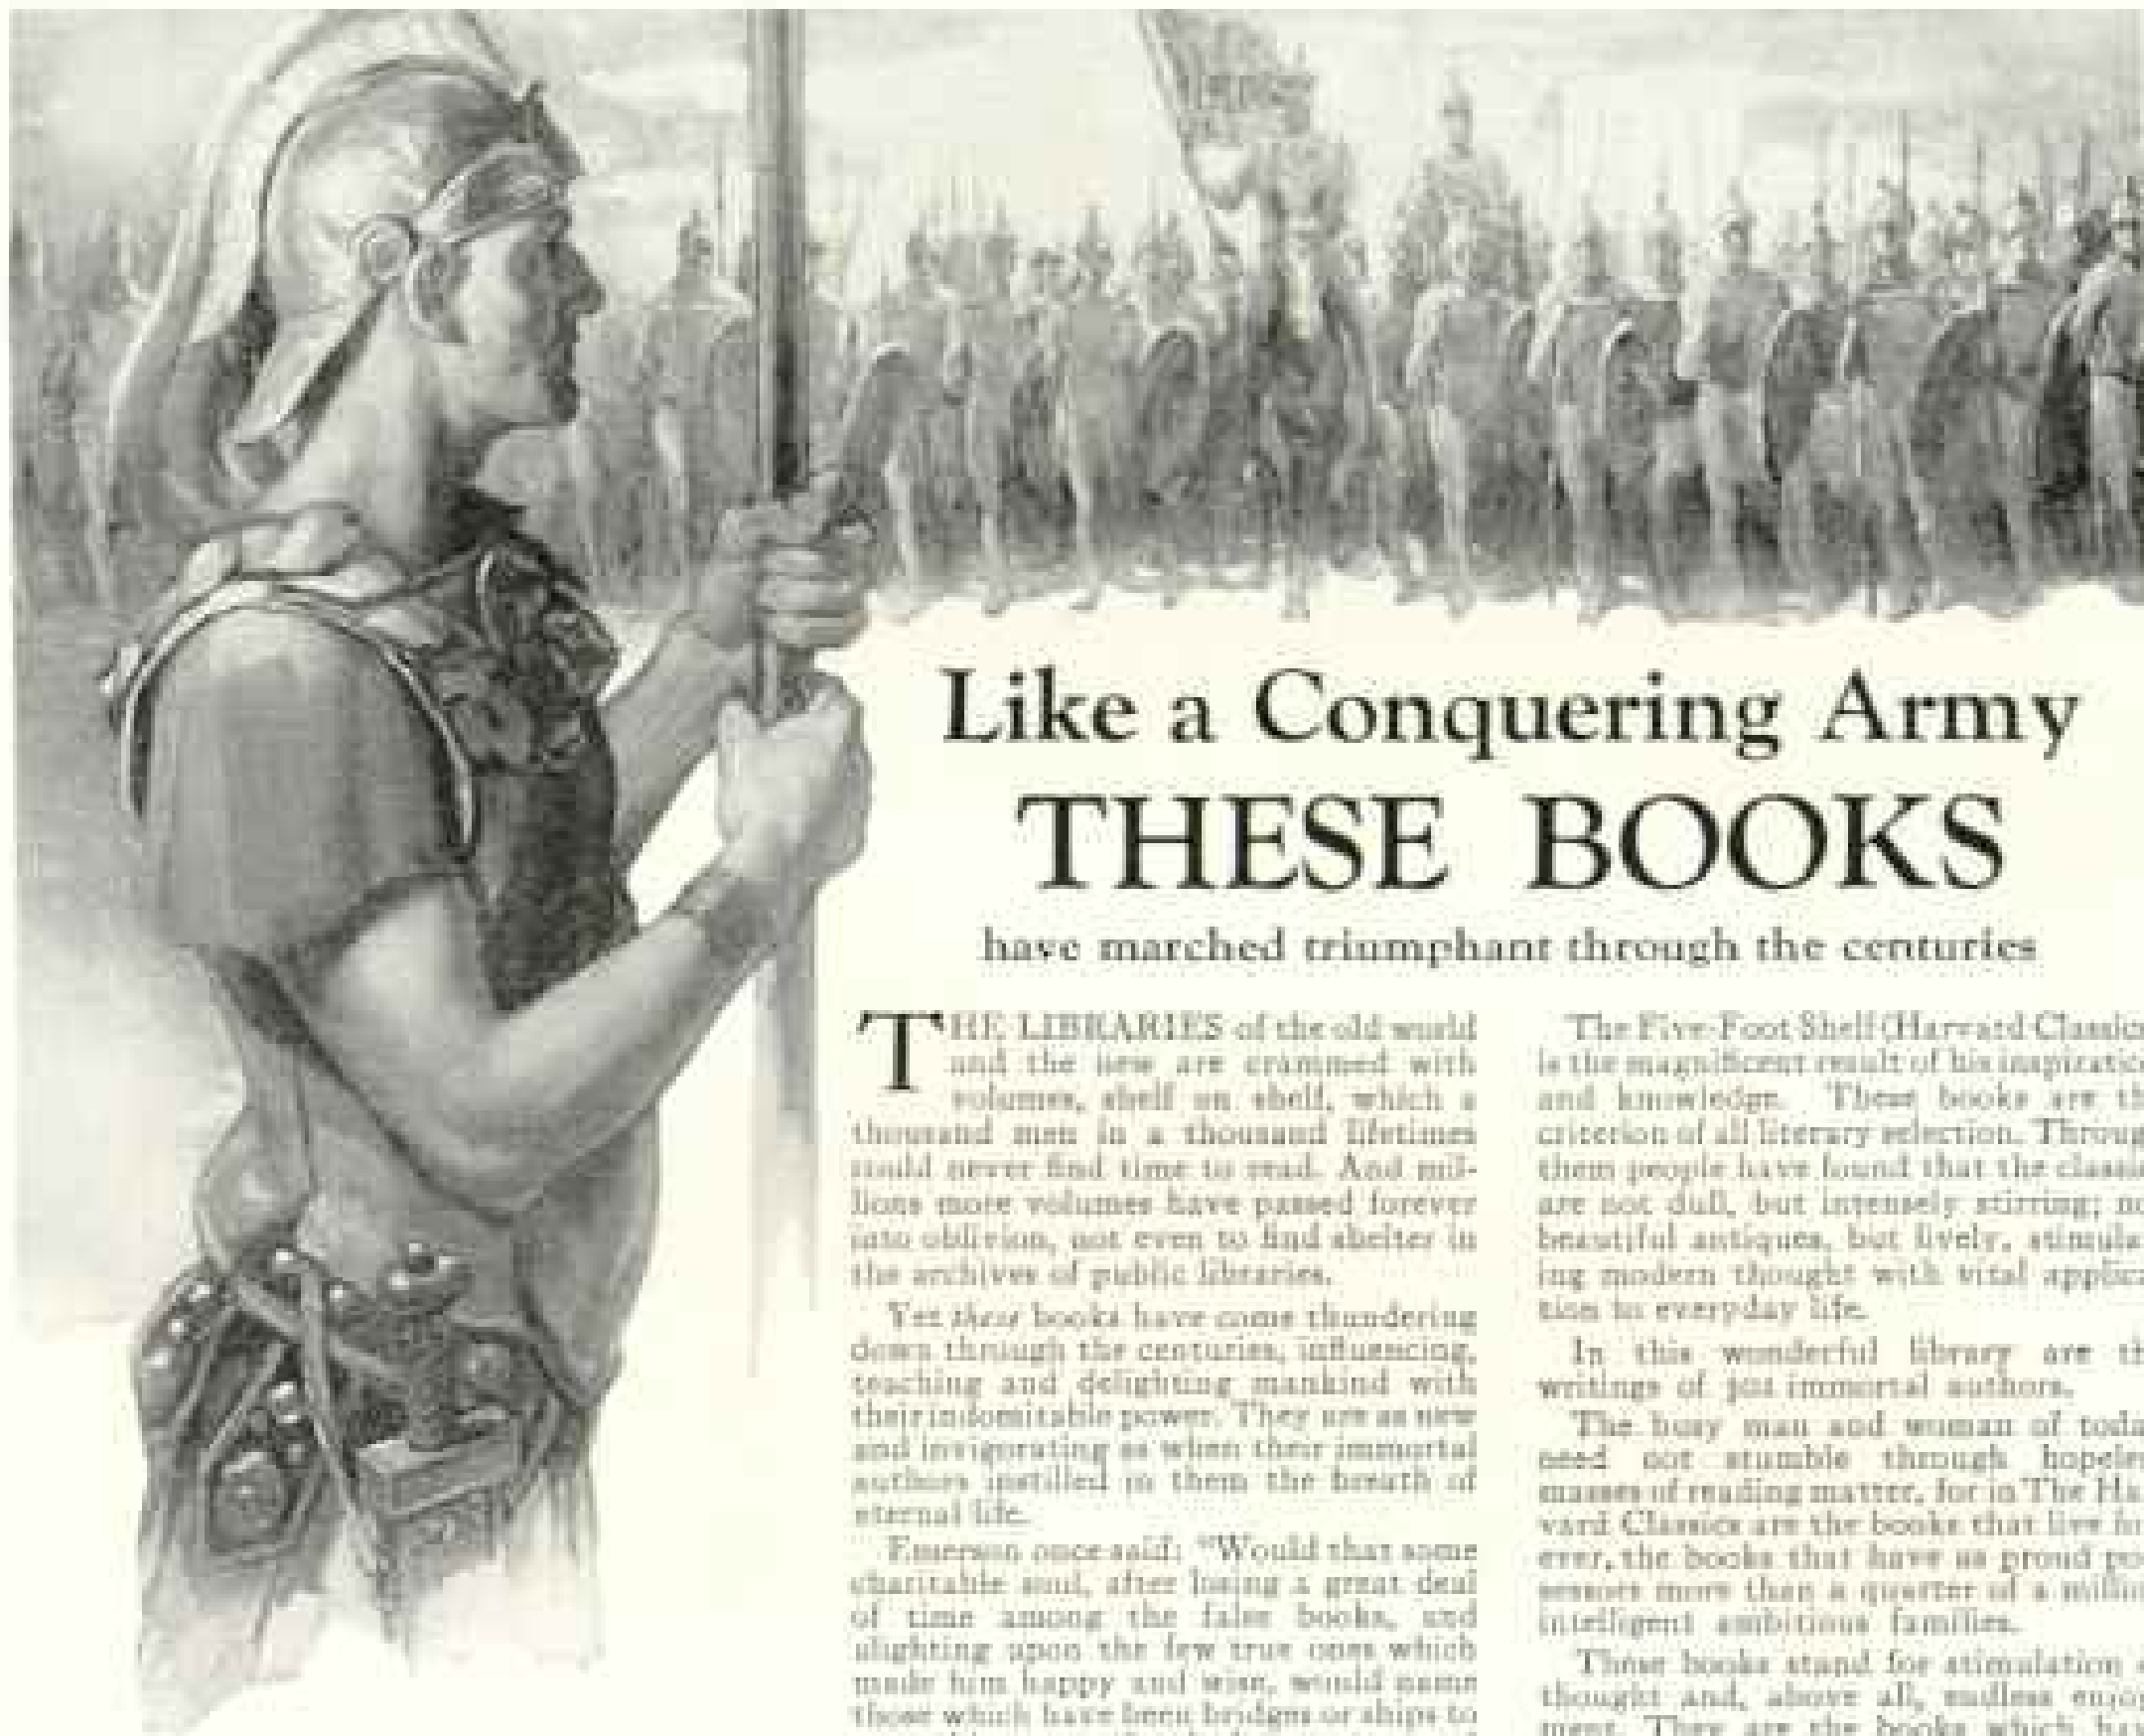 Like a Conquering Army
THESE BOOKS
have marched triumphant through the centuries
THE LIBRARIES of the old world
and the new are crammed with
volumes, shelf on shelf, which a
thousand men in a thousand lifetimes
could never find time to read. And mil-
lions more volumes have passed forever
into oblivion, not even to find shelter in
the archives of public libraries.
Yet these books have come thundering
down through the centuries, influencing,
teaching and delighting mankind with
their indomitable power. They are as new
and invigorating as when their immortal
authors instilled in them the breath of
eternal life.
Emerson once said: "Would that some
charitable soul, after losing a great deal
of time among the false books, and
alighting upon the few true ones which
made him happy and wise, would name
those which have been bridges or ships to
The Five-Foot Shelf (Harvard Classics
is the magnificent result of his inspiratio
and knowledge. These books are th
criterion of all literary selection. Throug
them people have found that the classi
are not dull, but intensely stirring; no
beautiful antiques, but lively, stimula
ing modern thought with vital applica
tion to everyday life.
In this wonderful library are th
writings of 302 immortal authors.
The busy man and woman of toda
need not stumble through hopeles
masses of reading matter, for in The Ha
vard Classics are the books that live for
ever, the books that have as proud pos
sessors more than a quarter of a millio
intelligent ambitious families.
These books stand for stimulation o
thought and, above all, endless enjoy
ment. They are the books which hav